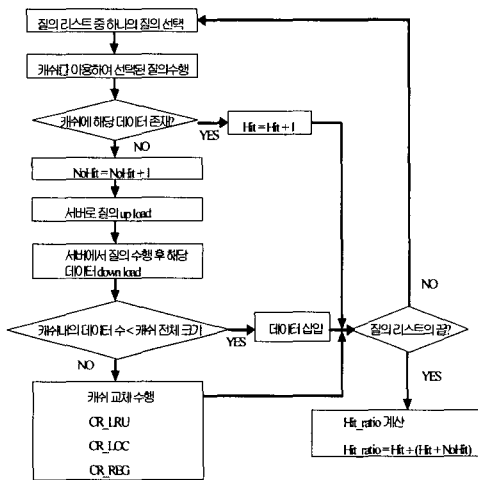 질의 리스트 중 하나의 질의 선택
캐쉬를 이용하여 선택된 질의수행
캐쉬에 해당 데이터 존재?
YES
Hit = Hit + 1
NO
NoHit = NoHit + 1
서버로 질의 up load
서버에서 질의 수행 후 해당
데이터 down load
NO
캐쉬내의 데이터 수 < 캐쉬 전체 크기
YES
데이터 삽입
질의 리스트의 끝?
NO
YES
캐쉬 교체 수행
CR_LRU
CR_LOC
CR_REG
Hit_ratio 계산
Hit_ratio = Hit ÷ (Hit + NoHit)